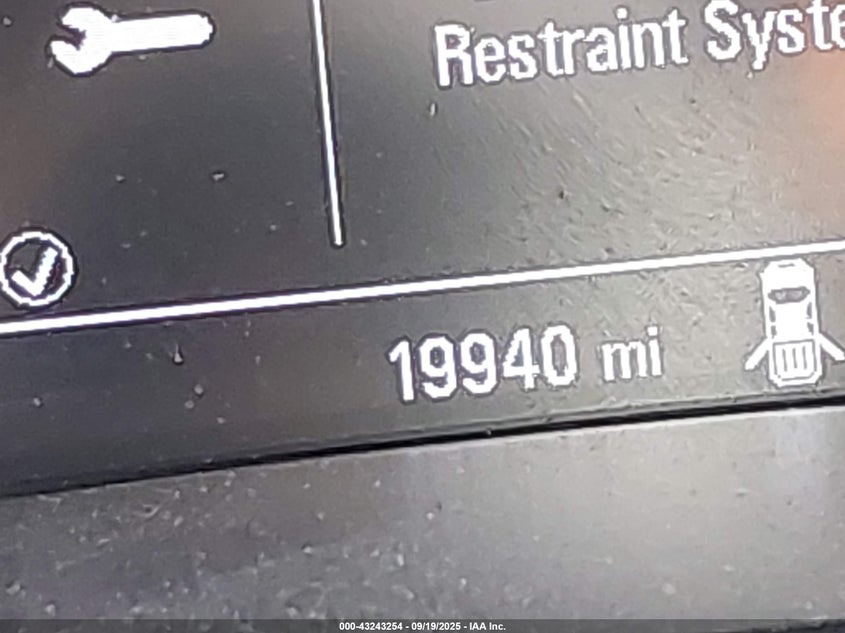 Restraint Syste
19940 mi
000-43243254 - 09/19/2025 - IAA Inc.